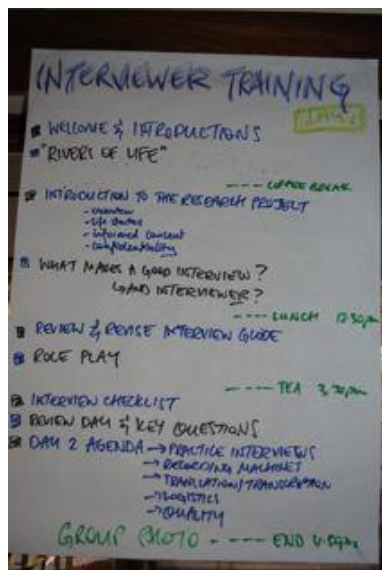 INTERVIEWER TRAINING
DAY 1
WELCOME & INTRODUCTIONS
"RIVERS OF LIFE"
---- COFFEE BREAK
INTRODUCTION TO THE RESEARCH PROJECT
- overview
- life stories
- informed consent
- confidentiality
WHAT MAKES A GOOD INTERVIEW?
↳ AND INTERVIEWER?
--- LUNCH 12:30pm
REVIEW & REVISE INTERVIEW GUIDE
ROLE PLAY
---- TEA 3.30pm
INTERVIEW CHECKLIST
REVIEW DAY & KEY QUESTIONS
DAY 2 AGENDA → PRACTICE INTERVIEWS
→ RECORDING MACHINES
→ TRANSLATION/TRANSCRIPTION
→ LOGISTICS
→ QUALITY
GROUP PHOTO - --- END